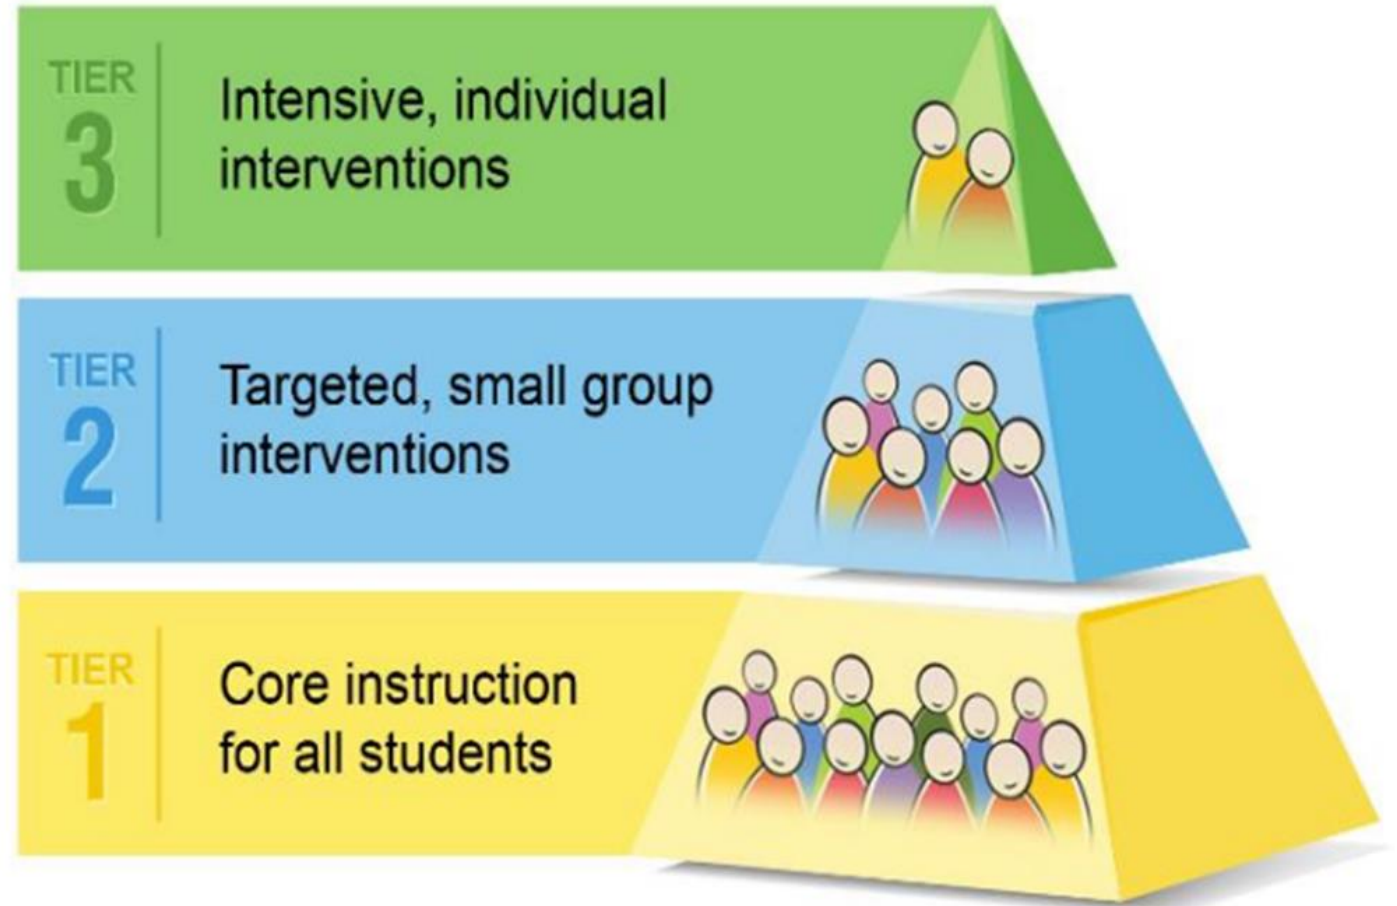 TIER
3
Intensive, individual
interventions
TIER
2
Targeted, small group
interventions
TIER
1
Core instruction
for all students